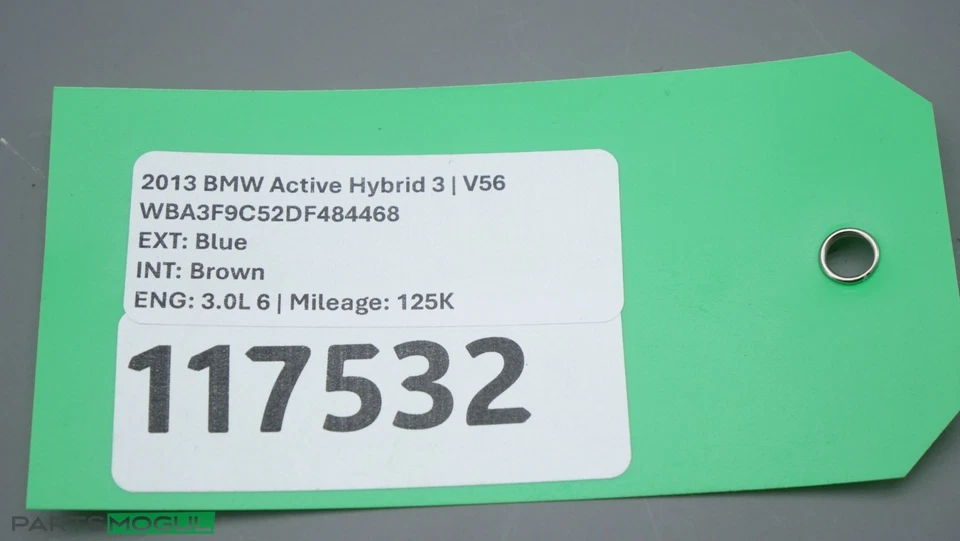 2013 BMW Active Hybrid 3 | V56
WBA3F9C52DF484468
EXT: Blue
INT: Brown
ENG: 3.0L 6 | Mileage: 125K
117532
PARTSMOGUL